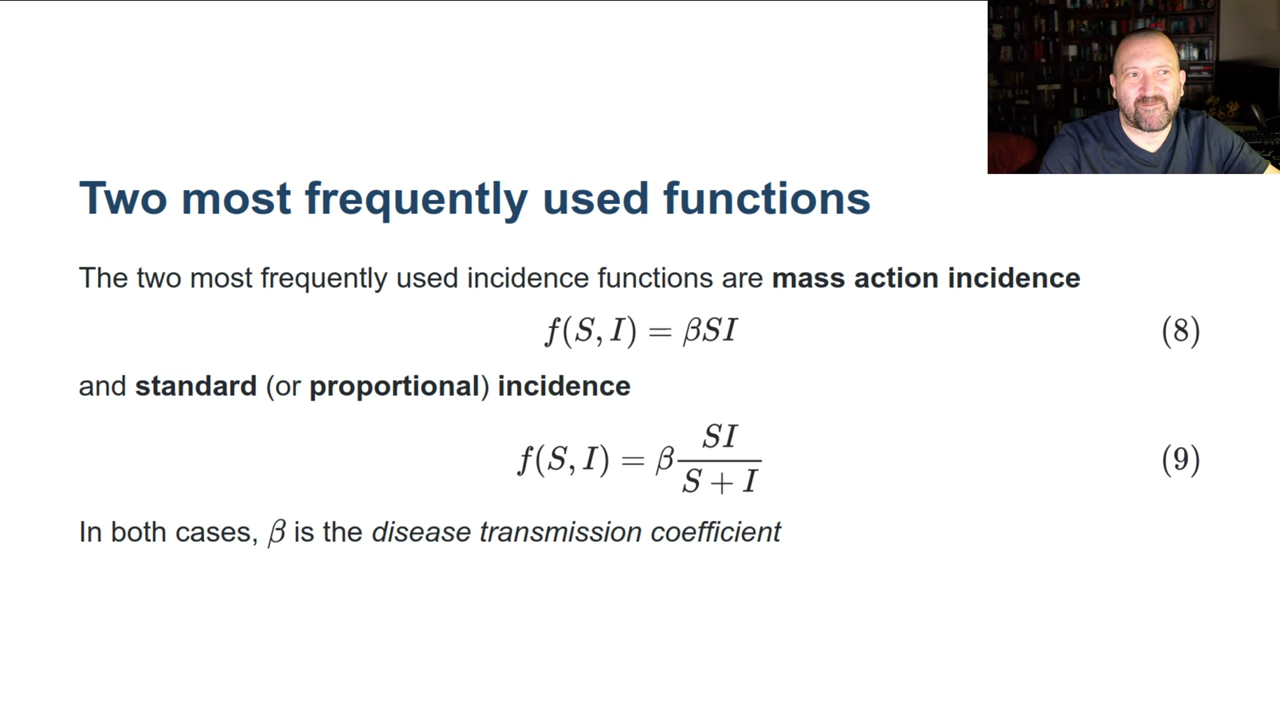 Two most frequently used functions
The two most frequently used incidence functions are mass action incidence
f(S, I) = βSI (8)
and standard (or proportional) incidence
f(S, I) = β SI / S + I (9)
In both cases, β is the disease transmission coefficient